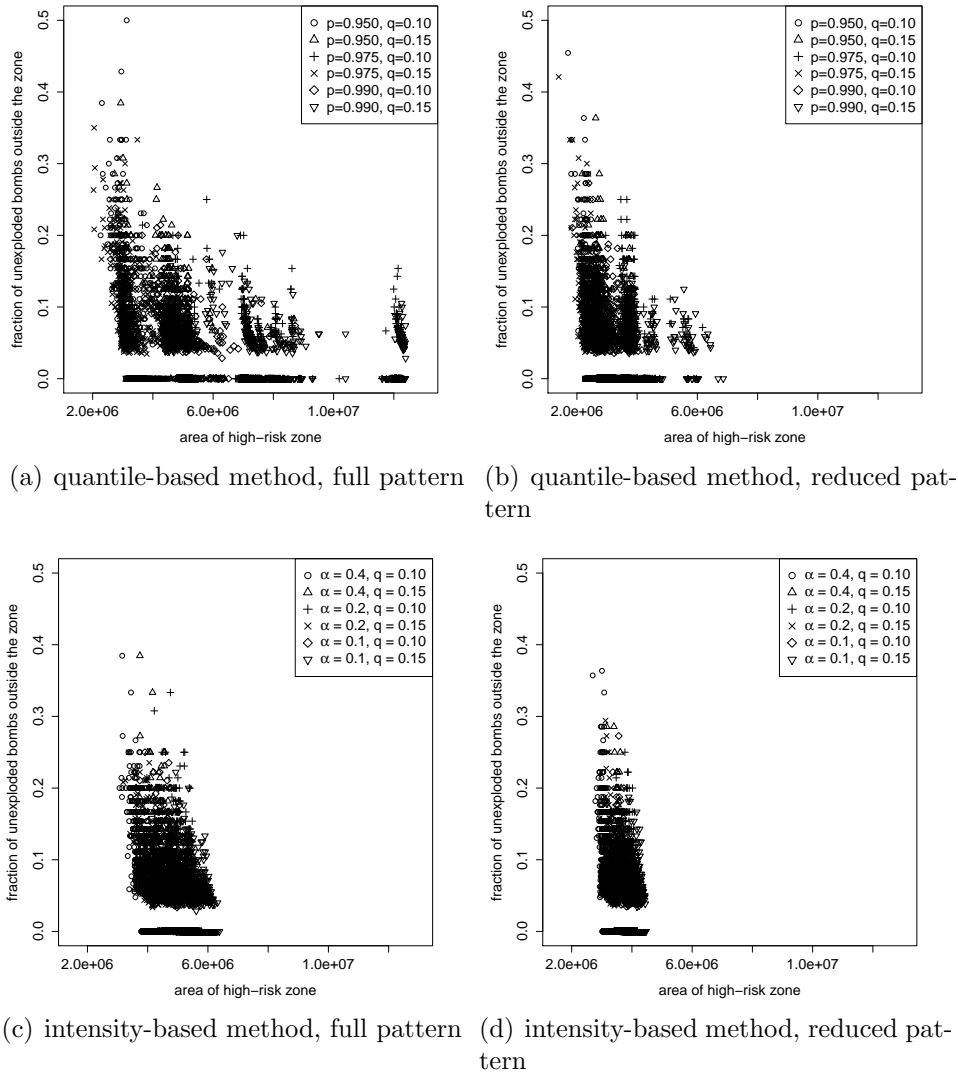 fraction of unexploded bombs outside the zone
0.5
0.4
0.3
0.2
0.1
0.0
p=0.950, q=0.10
p=0.950, q=0.15
p=0.975, q=0.10
p=0.975, q=0.15
p=0.990, q=0.10
p=0.990, q=0.15
2.0e+06 6.0e+06 1.0e+07
area of high−risk zone
(a) quantile-based method, full pattern
fraction of unexploded bombs outside the zone
0.5
0.4
0.3
0.2
0.1
0.0
p=0.950, q=0.10
p=0.950, q=0.15
p=0.975, q=0.10
p=0.975, q=0.15
p=0.990, q=0.10
p=0.990, q=0.15
2.0e+06 6.0e+06 1.0e+07
area of high−risk zone
(b) quantile-based method, reduced pat-
tern
fraction of unexploded bombs outside the zone
0.5
0.4
0.3
0.2
0.1
0.0
α = 0.4, q = 0.10
α = 0.4, q = 0.15
α = 0.2, q = 0.10
α = 0.2, q = 0.15
α = 0.1, q = 0.10
α = 0.1, q = 0.15
2.0e+06 6.0e+06 1.0e+07
area of high−risk zone
(c) intensity-based method, full pattern
fraction of unexploded bombs outside the zone
0.5
0.4
0.3
0.2
0.1
0.0
α = 0.4, q = 0.10
α = 0.4, q = 0.15
α = 0.2, q = 0.10
α = 0.2, q = 0.15
α = 0.1, q = 0.10
α = 0.1, q = 0.15
2.0e+06 6.0e+06 1.0e+07
area of high−risk zone
(d) intensity-based method, reduced pat-
tern